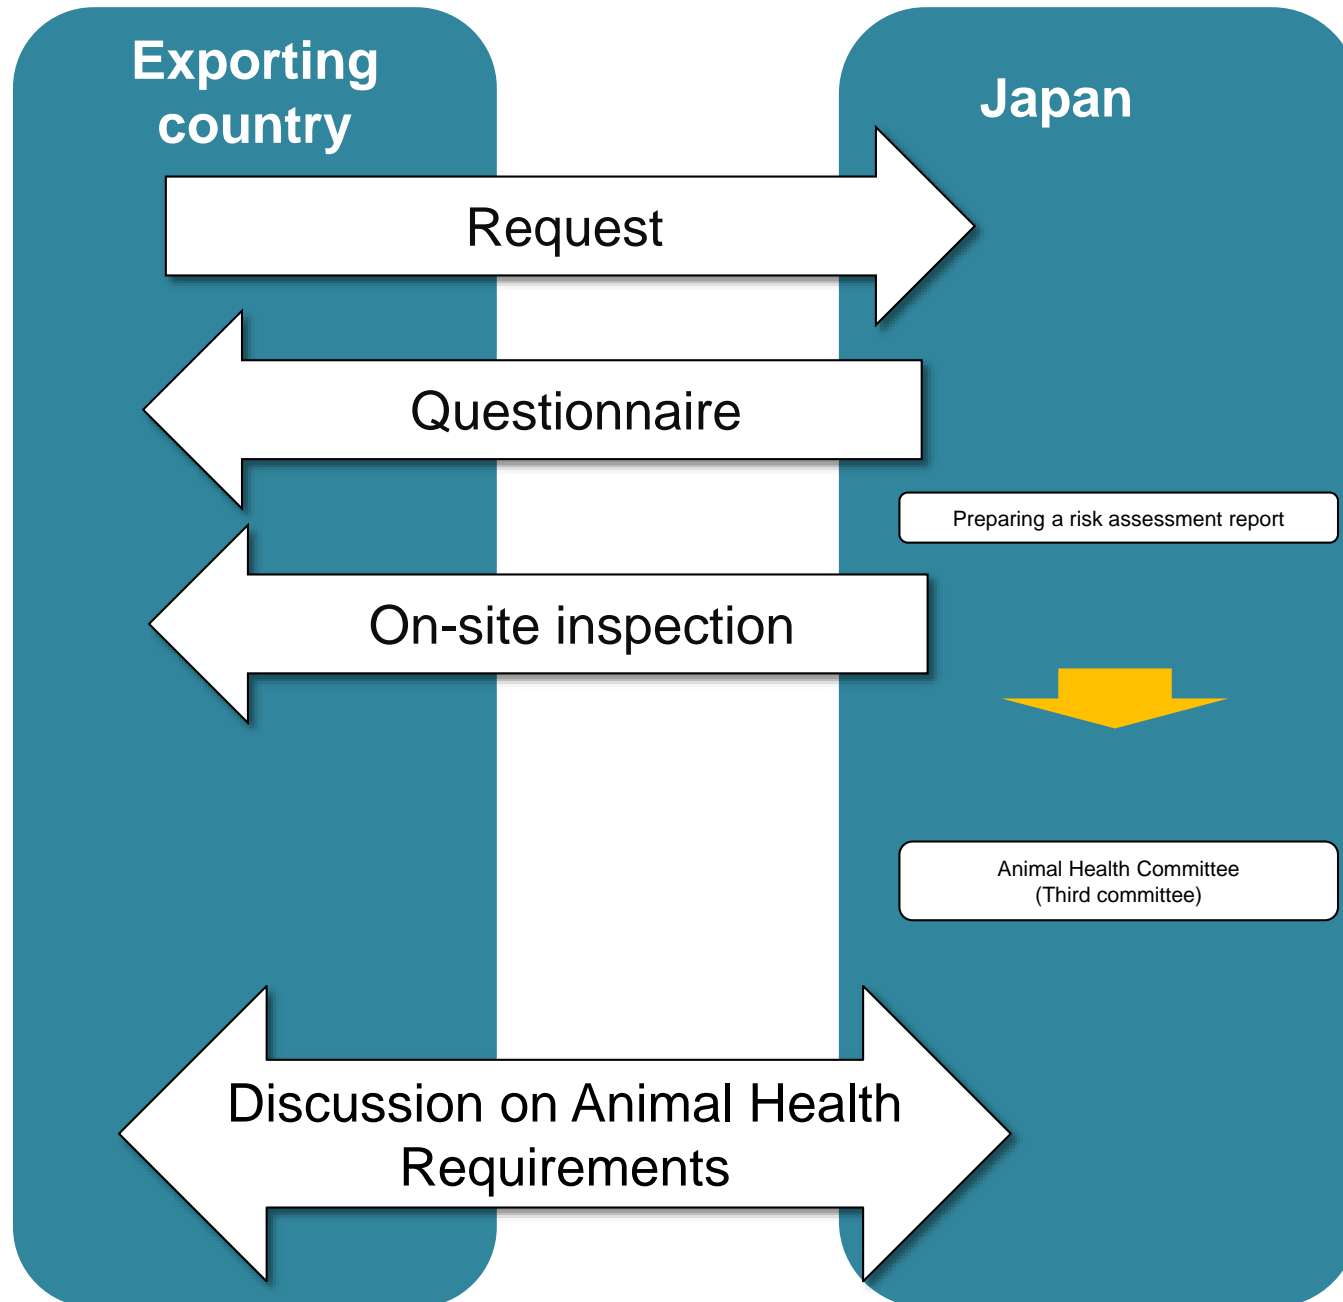 Exporting
country
Japan
Request
Questionnaire
Preparing a risk assessment report
On-site inspection
Animal Health Committee
(Third committee)
Discussion on Animal Health
Requirements